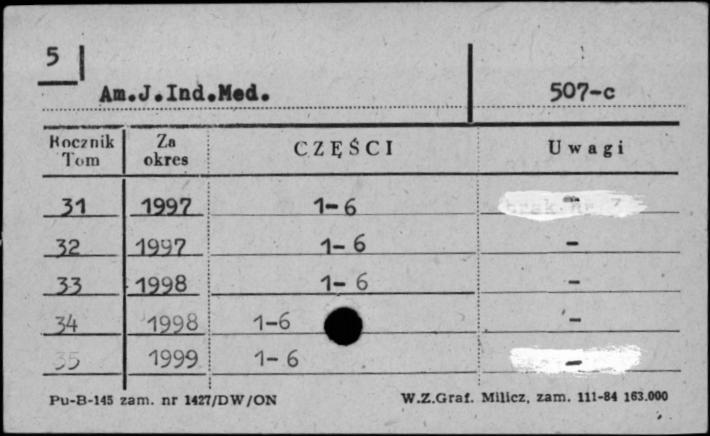 5
Am.J.Ind.Med. 507-c
Rocznik Tom Za okres CZĘŚCI Uwagi
31 1997 1-6 -
32 1997 1-6 -
33 1998 1-6 -
34 1998 1-6 -
35 1999 1-6 -
Pu-B-145 zam. nr 1427/DW/ON W.Z.Graf. Milicz, zam. 111-84 163.000